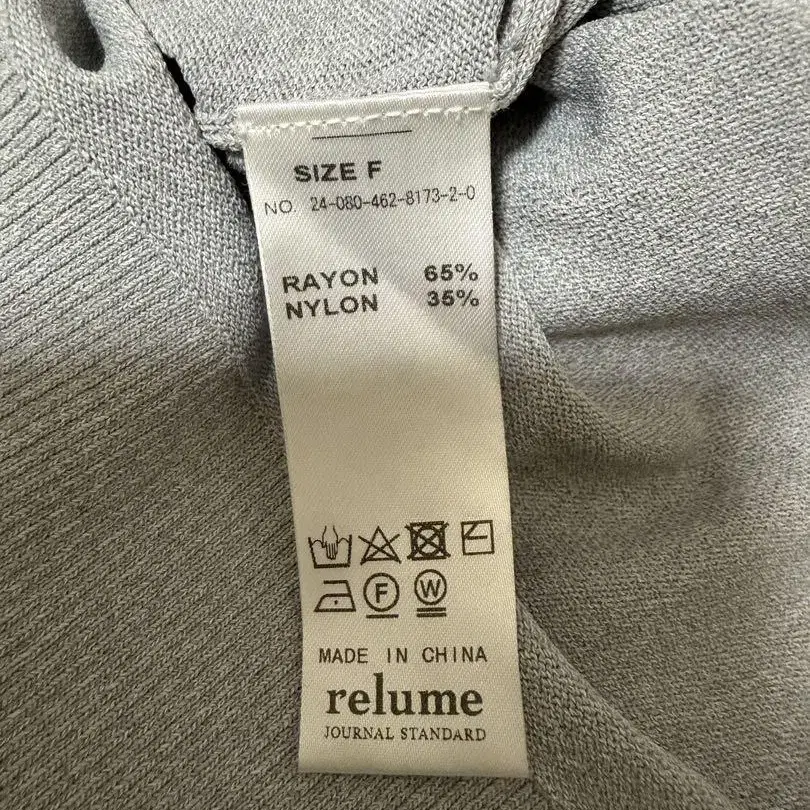 SIZE F
NO. 24-080-462-8173-2-0
RAYON 65%
NYLON 35%
F W
MADE IN CHINA
relume
JOURNAL STANDARD